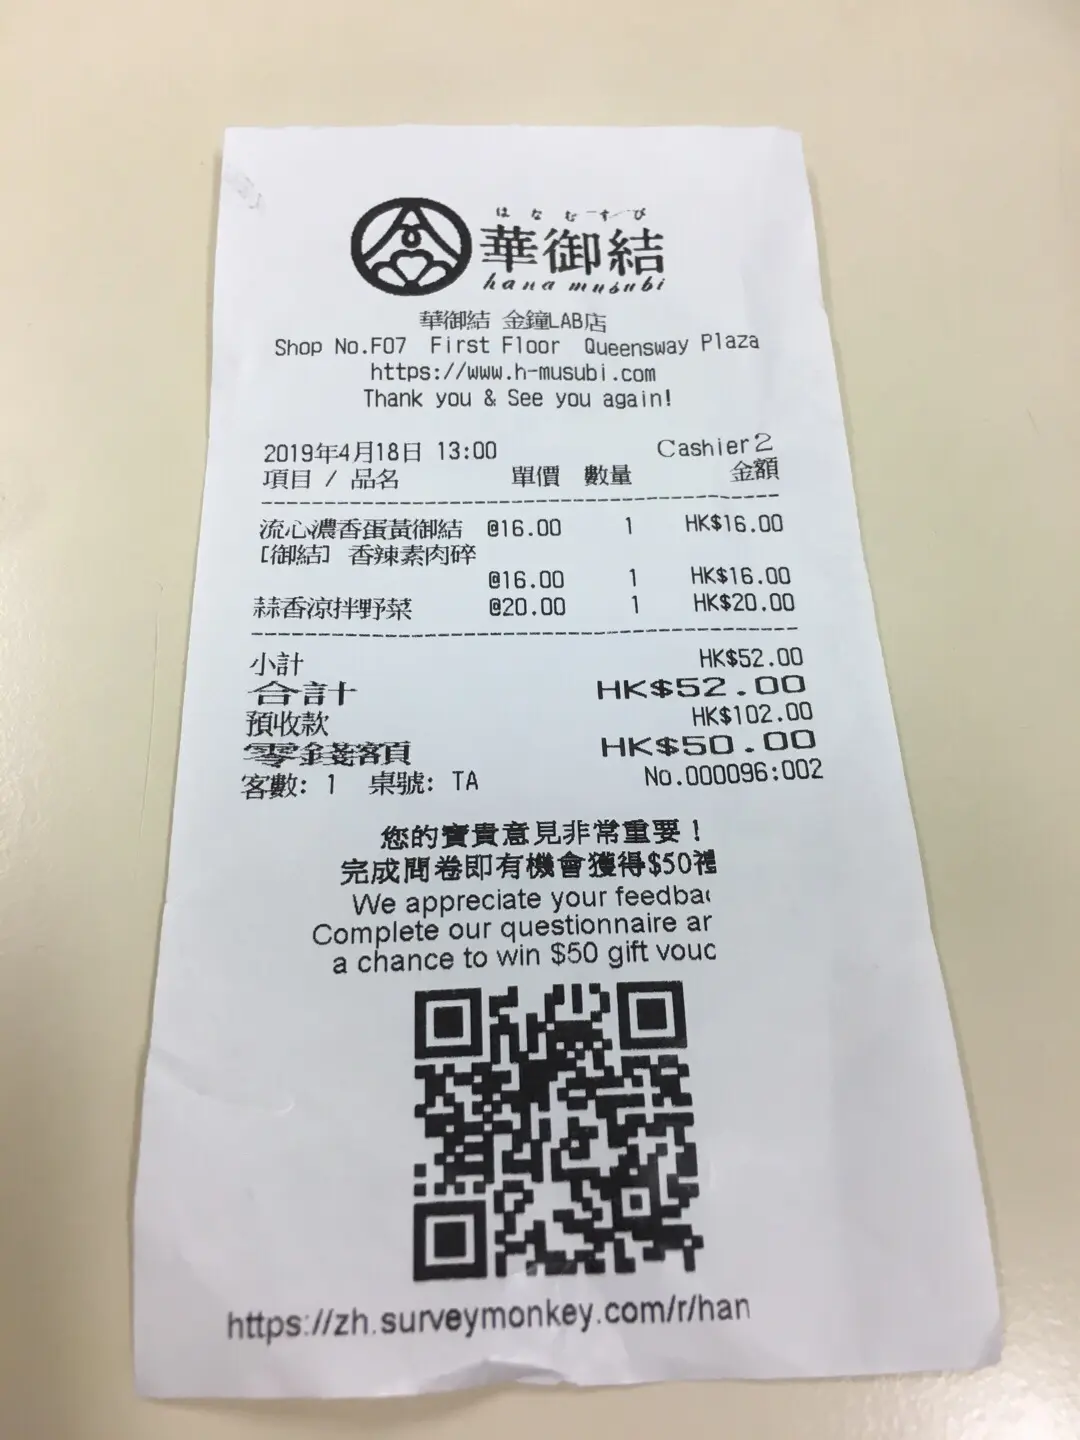 はなむすび
華御結
hana musubi
華御結 金鐘LAB店
Shop No.F07 First Floor Queensway Plaza
https://www.h-musubi.com
Thank you & See you again!
2019年4月18日 13:00 Cashier2
項目 / 品名 單價 數量 金額
流心濃香蛋黃御結 @16.00 1 HK$16.00
[御結] 香辣素肉碎
@16.00 1 HK$16.00
蒜香涼拌野菜 @20.00 1 HK$20.00
小計 HK$52.00
合計 HK$52.00
預收款 HK$102.00
零錢額 HK$50.00
客數: 1 桌號: TA No.000096:002
您的寶貴意見非常重要！
完成問卷即有機會獲得$50禮
We appreciate your feedbac
Complete our questionnaire ar
a chance to win $50 gift vouc
https://zh.surveymonkey.com/r/han